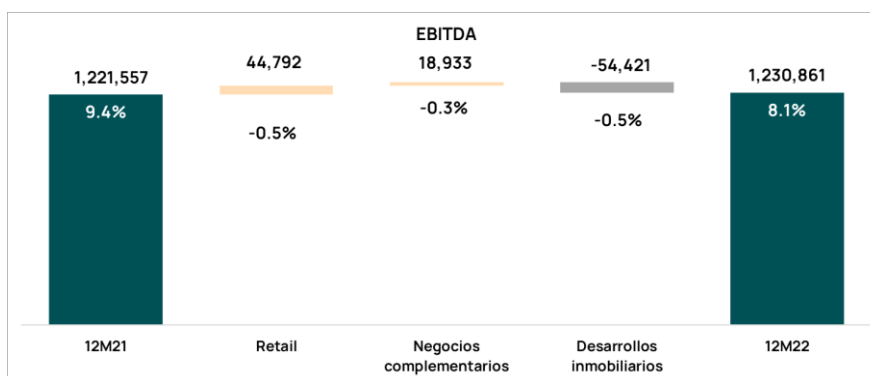 EBITDA
1,221,557
44,792
18,933
-54,421
1,230,861
9.4%
-0.5%
-0.3%
-0.5%
8.1%
12M21
Retail
Negocios
complementarios
Desarrollos
inmobiliarios
12M22